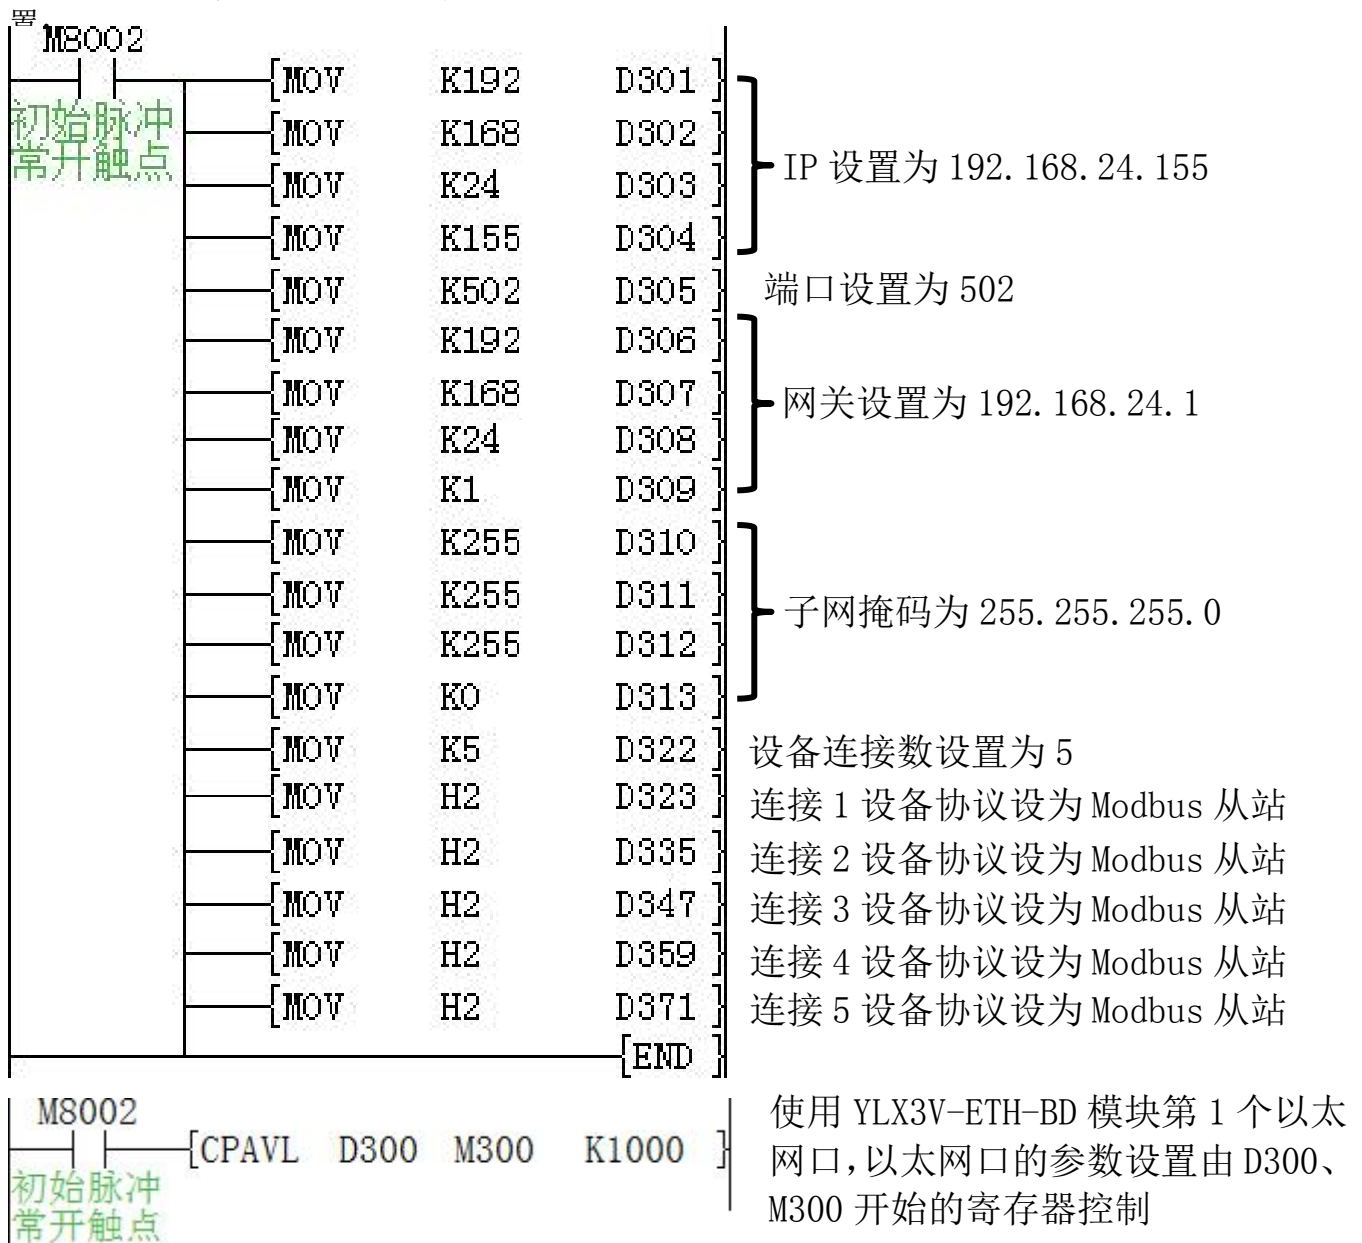 置
M8002
初始脉冲
常开触点
[MOV K192 D301 ]
[MOV K168 D302 ]
[MOV K24 D303 ]
[MOV K155 D304 ]
IP 设置为 192.168.24.155
[MOV K502 D305 ] 端口设置为 502
[MOV K192 D306 ]
[MOV K168 D307 ]
[MOV K24 D308 ]
[MOV K1 D309 ]
网关设置为 192.168.24.1
[MOV K255 D310 ]
[MOV K255 D311 ]
[MOV K255 D312 ]
[MOV K0 D313 ]
子网掩码为 255.255.255.0
[MOV K5 D322 ] 设备连接数设置为 5
[MOV H2 D323 ] 连接 1 设备协议设为 Modbus 从站
[MOV H2 D335 ] 连接 2 设备协议设为 Modbus 从站
[MOV H2 D347 ] 连接 3 设备协议设为 Modbus 从站
[MOV H2 D359 ] 连接 4 设备协议设为 Modbus 从站
[MOV H2 D371 ] 连接 5 设备协议设为 Modbus 从站
[END ]
M8002
[CPAVL D300 M300 K1000 ]
初始脉冲
常开触点
使用 YLX3V-ETH-BD 模块第 1 个以太
网口,以太网口的参数设置由 D300、
M300 开始的寄存器控制